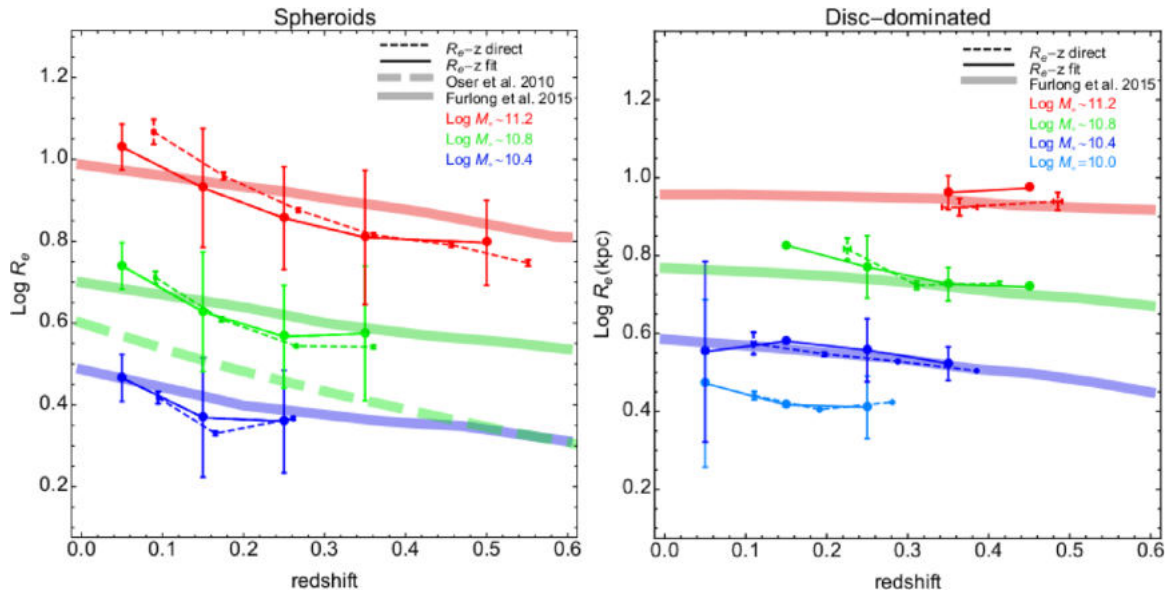 Spheroids
Log Rₑ
1.2
1.0
0.8
0.6
0.4
0.2
0.0 0.1 0.2 0.3 0.4 0.5 0.6
redshift
Rₑ-z direct
Rₑ-z fit
Oser et al. 2010
Furlong et al. 2015
Log M* ~11.2
Log M* ~10.8
Log M* ~10.4
Disc-dominated
Log Rₑ(kpc)
1.2
1.0
0.8
0.6
0.4
0.2
0.0 0.1 0.2 0.3 0.4 0.5 0.6
redshift
Rₑ-z direct
Rₑ-z fit
Furlong et al. 2015
Log M* ~11.2
Log M* ~10.8
Log M* ~10.4
Log M* =10.0